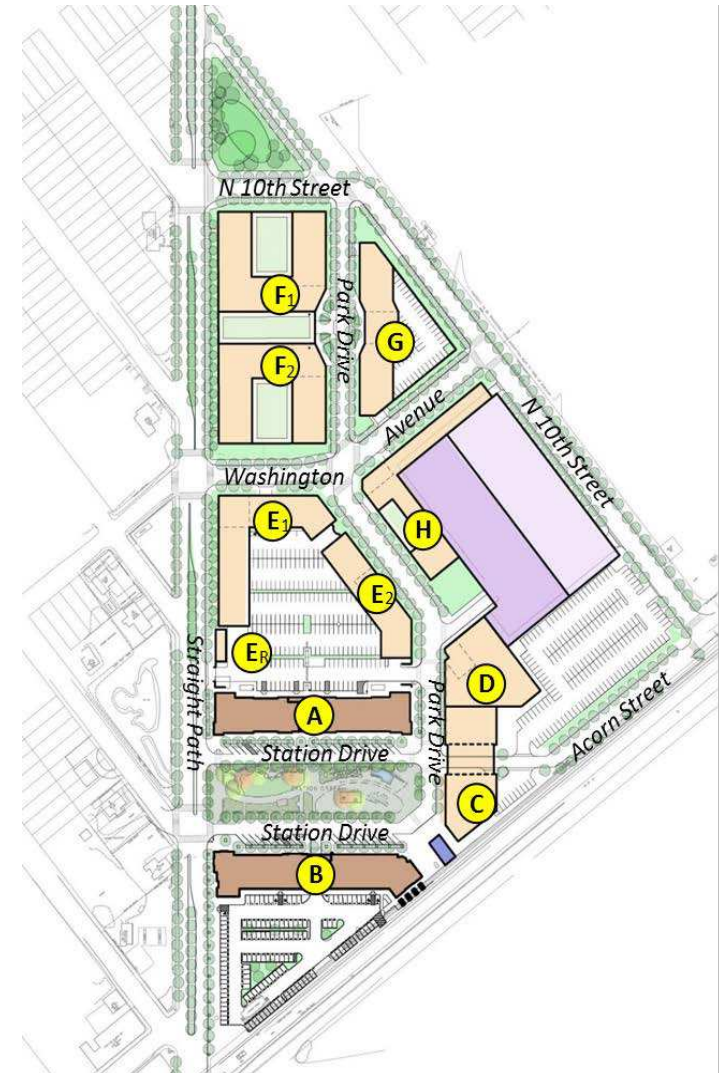 N 10th Street
F1
Park Drive
G
F2
Avenue
N 10th Street
Washington
E1
H
E2
ER
Straight Path
D
A
Park Drive
Acorn Street
Station Drive
C
Station Drive
B